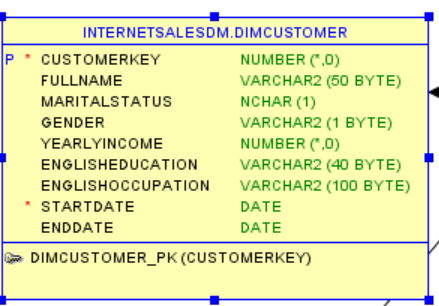 INTERNETSALESDM.DIMCUSTOMER
P * CUSTOMERKEY NUMBER (*,0)
FULLNAME VARCHAR2 (50 BYTE)
MARITALSTATUS NCHAR (1)
GENDER VARCHAR2 (1 BYTE)
YEARLYINCOME NUMBER (*,0)
ENGLISHEDUCATION VARCHAR2 (40 BYTE)
ENGLISHOCCUPATION VARCHAR2 (100 BYTE)
* STARTDATE DATE
ENDDATE DATE
DIMCUSTOMER_PK (CUSTOMERKEY)